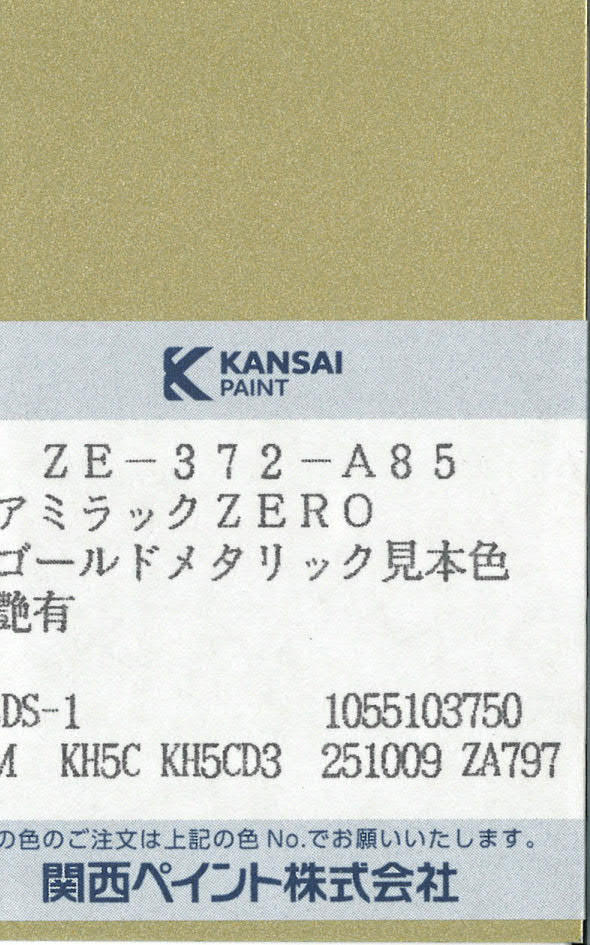 KANSAI
PAINT
ZE-372-A85
アミラックZERO
ゴールドメタリック見本色
艶有
DS-1 1055103750
M KH5C KH5CD3 251009 ZA797
の色のご注文は上記の色No.でお願いいたします。
関西ペイント株式会社